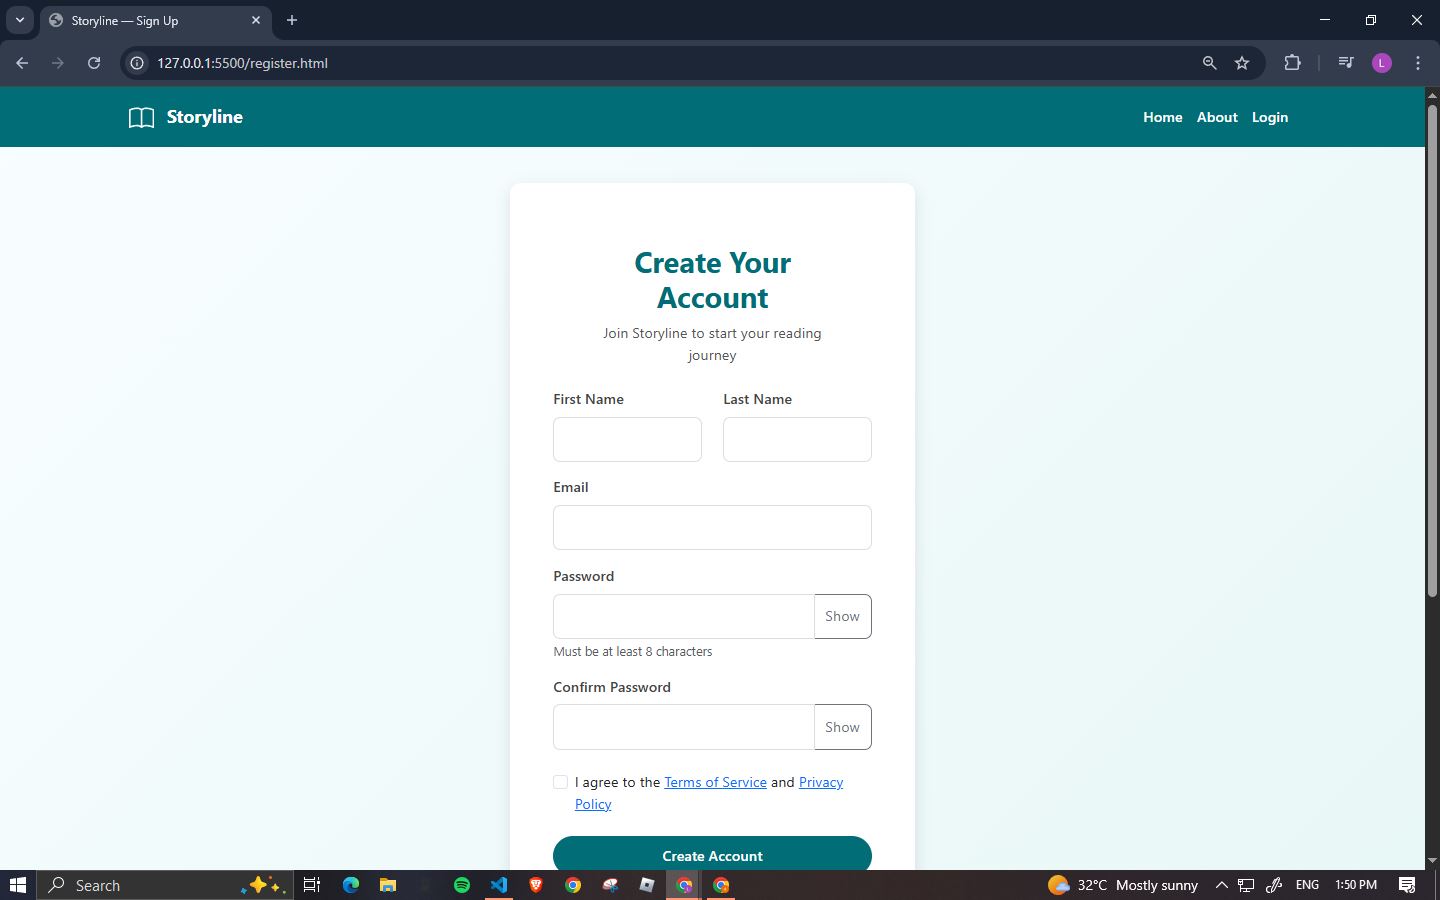 Storyline — Sign Up
127.0.0.1:5500/register.html
L
Storyline
Home About Login
Create Your
Account
Join Storyline to start your reading
journey
First Name Last Name
Email
Password
Show
Must be at least 8 characters
Confirm Password
Show
I agree to the Terms of Service and Privacy
Policy
Create Account
Search 32°C Mostly sunny ENG 1:50 PM